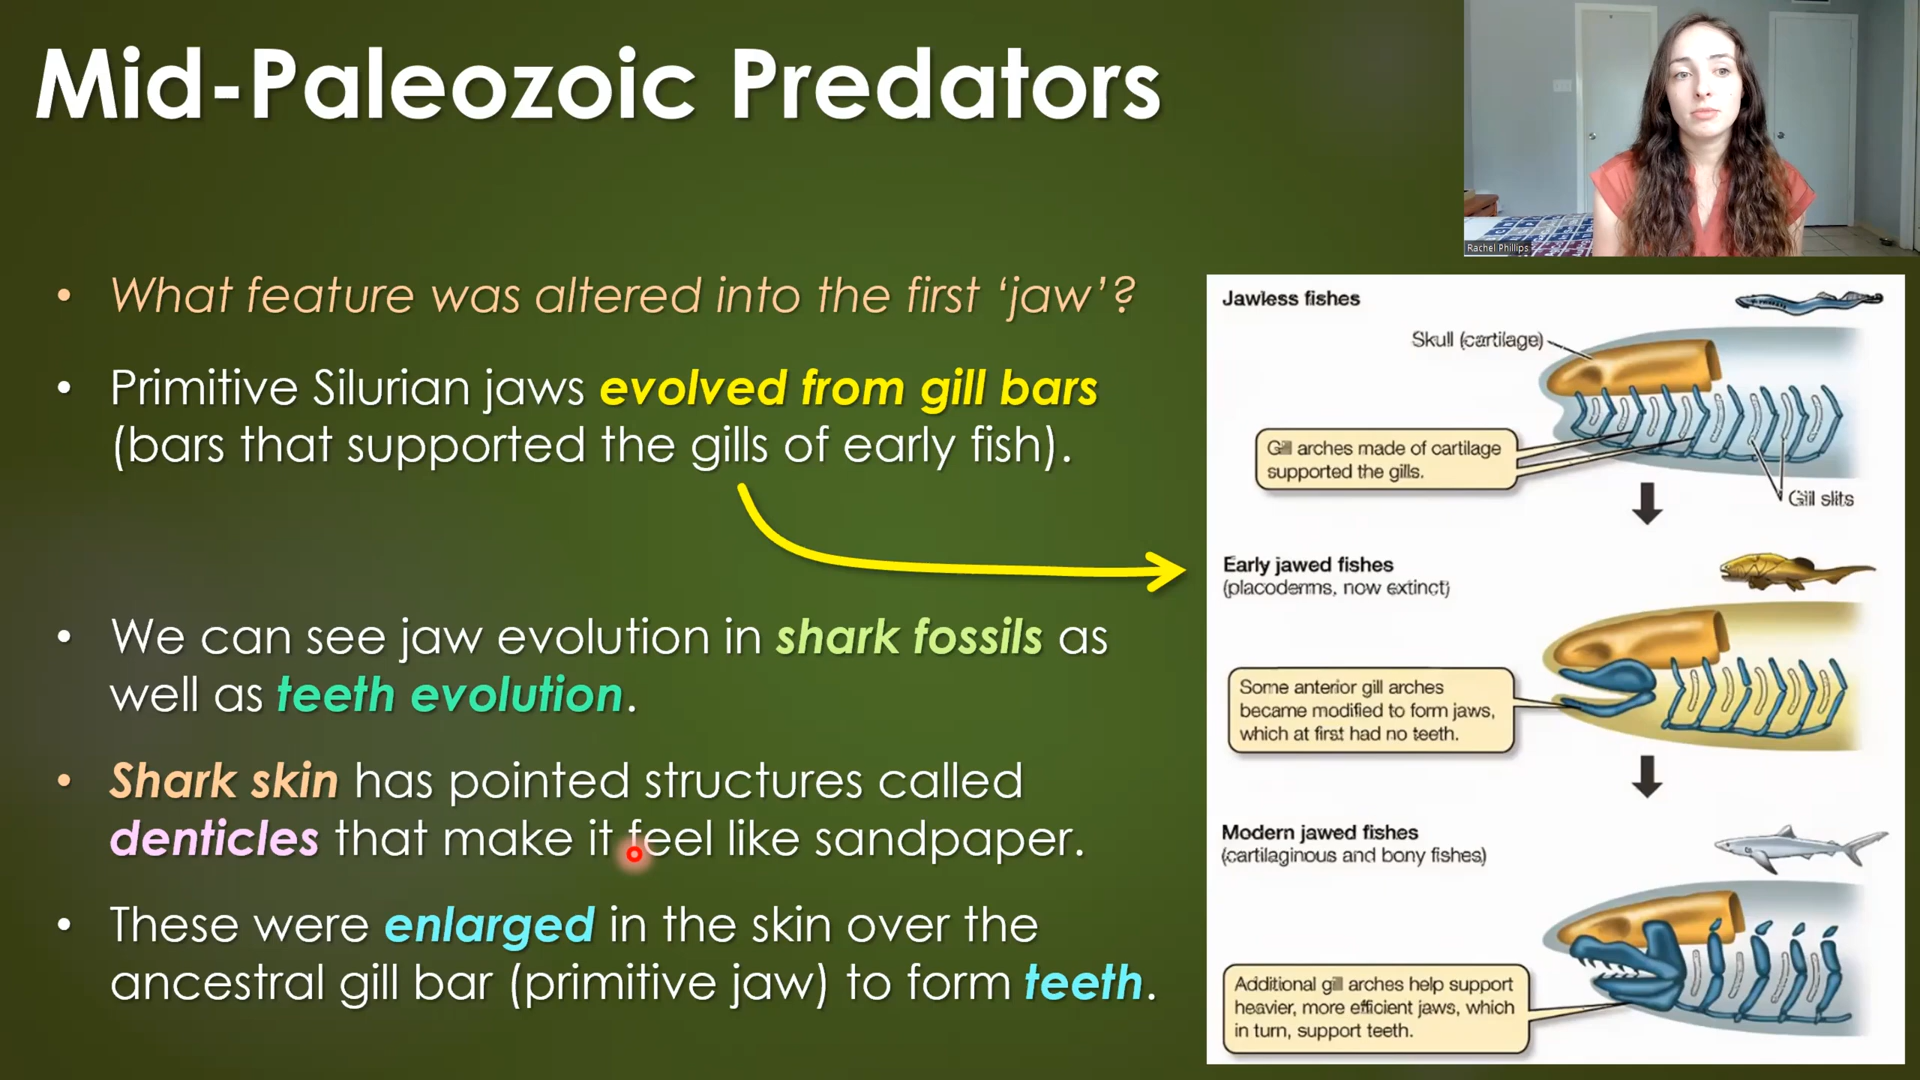 Mid-Paleozoic Predators
Rachel Phillips
• What feature was altered into the first ‘jaw’?
• Primitive Silurian jaws evolved from gill bars
(bars that supported the gills of early fish).
• We can see jaw evolution in shark fossils as
well as teeth evolution.
• Shark skin has pointed structures called
denticles that make it feel like sandpaper.
• These were enlarged in the skin over the
ancestral gill bar (primitive jaw) to form teeth.
Jawless fishes
Skull (cartilage)
Gill arches made of cartilage
supported the gills.
Gill slits
Early jawed fishes
(placoderms, now extinct)
Some anterior gill arches
became modified to form jaws,
which at first had no teeth.
Modern jawed fishes
(cartilaginous and bony fishes)
Additional gill arches help support
heavier, more efficient jaws, which
in turn, support teeth.